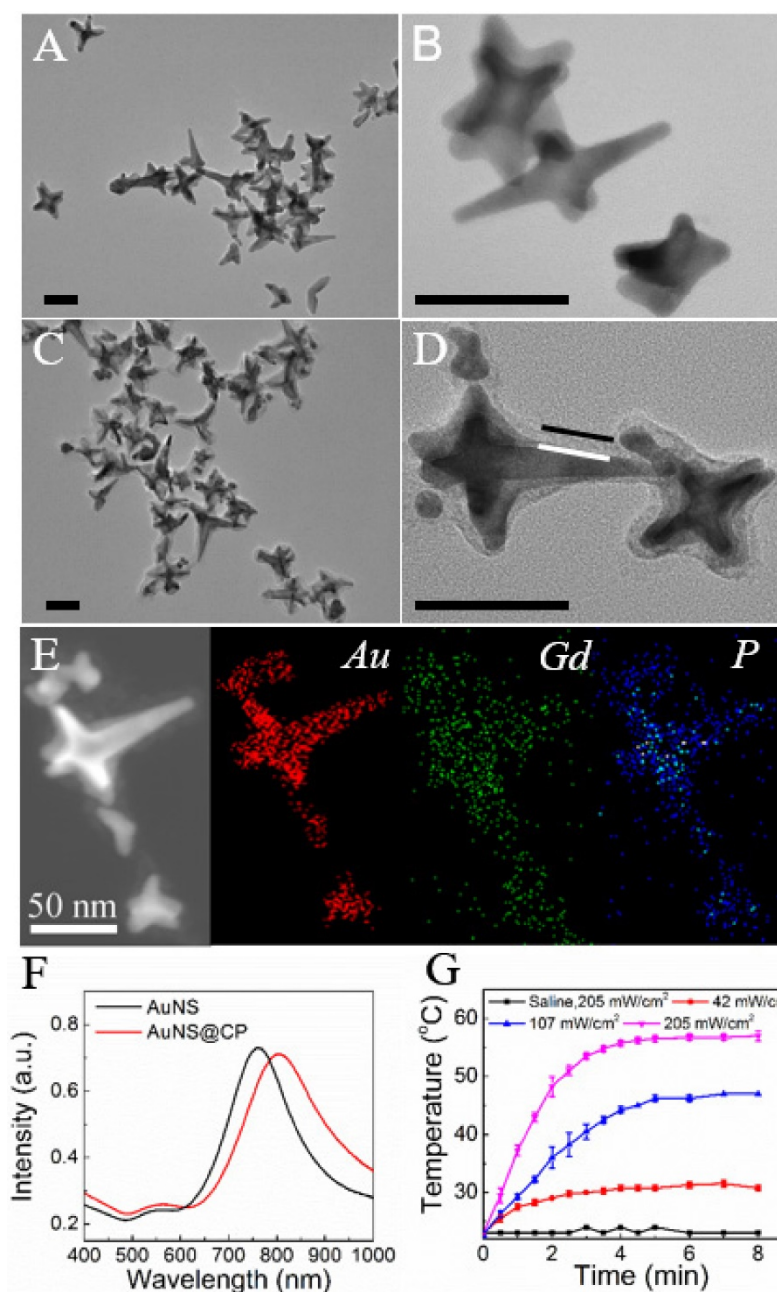 A
B
C
D
E
Au
Gd
P
50 nm
F
AuNS
AuNS@CP
0.8
0.6
0.4
0.2
Intensity (a.u.)
400 500 600 700 800 900 1000
Wavelength (nm)
G
Saline,205 mW/cm² 42 mW/c
107 mW/cm² 205 mW/cm²
60
50
40
30
Temperature (°C)
0 2 4 6 8
Time (min)